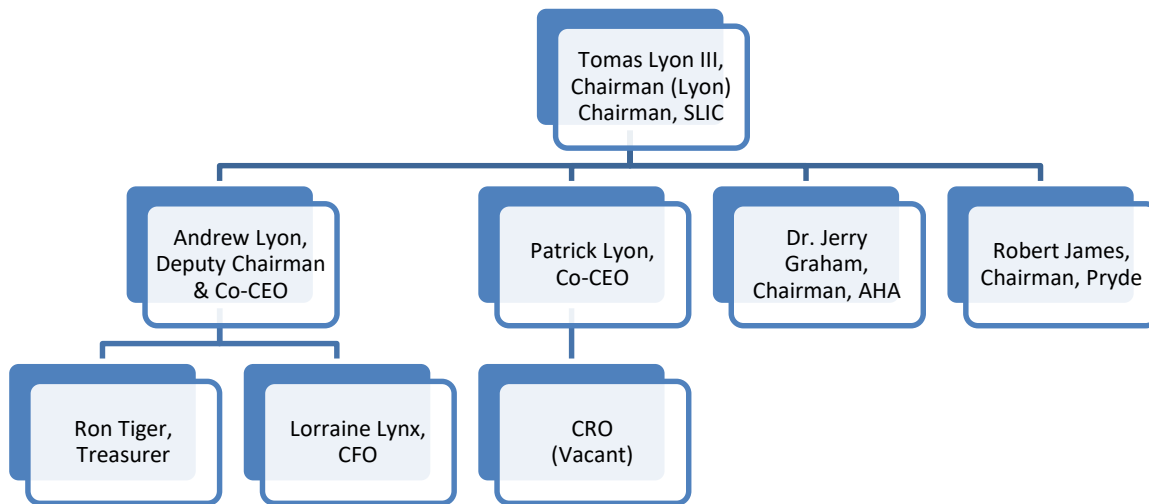 Tomas Lyon III,
Chairman (Lyon)
Chairman, SLIC
Andrew Lyon,
Deputy Chairman
& Co-CEO
Patrick Lyon,
Co-CEO
Dr. Jerry
Graham,
Chairman, AHA
Robert James,
Chairman, Pryde
Ron Tiger,
Treasurer
Lorraine Lynx,
CFO
CRO
(Vacant)